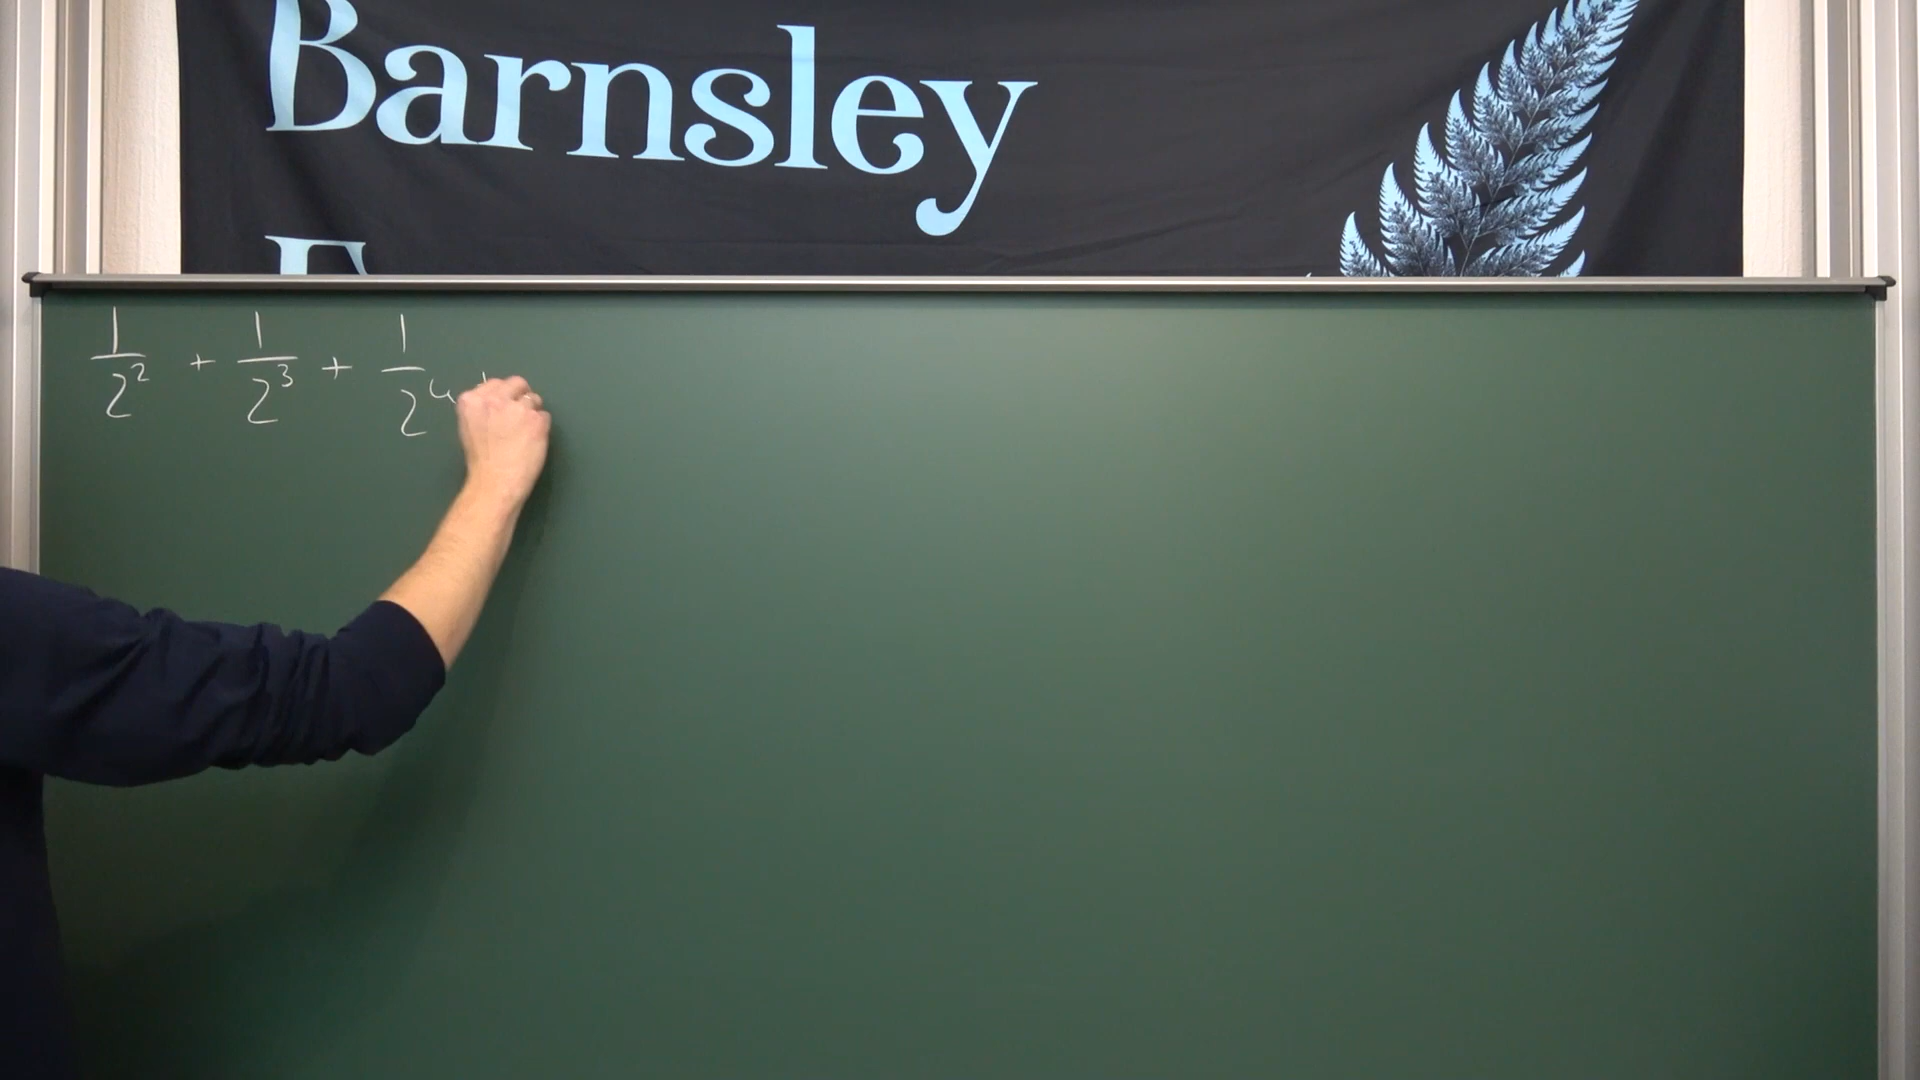 Barnsley
1/2² + 1/2³ + 1/2⁴ +